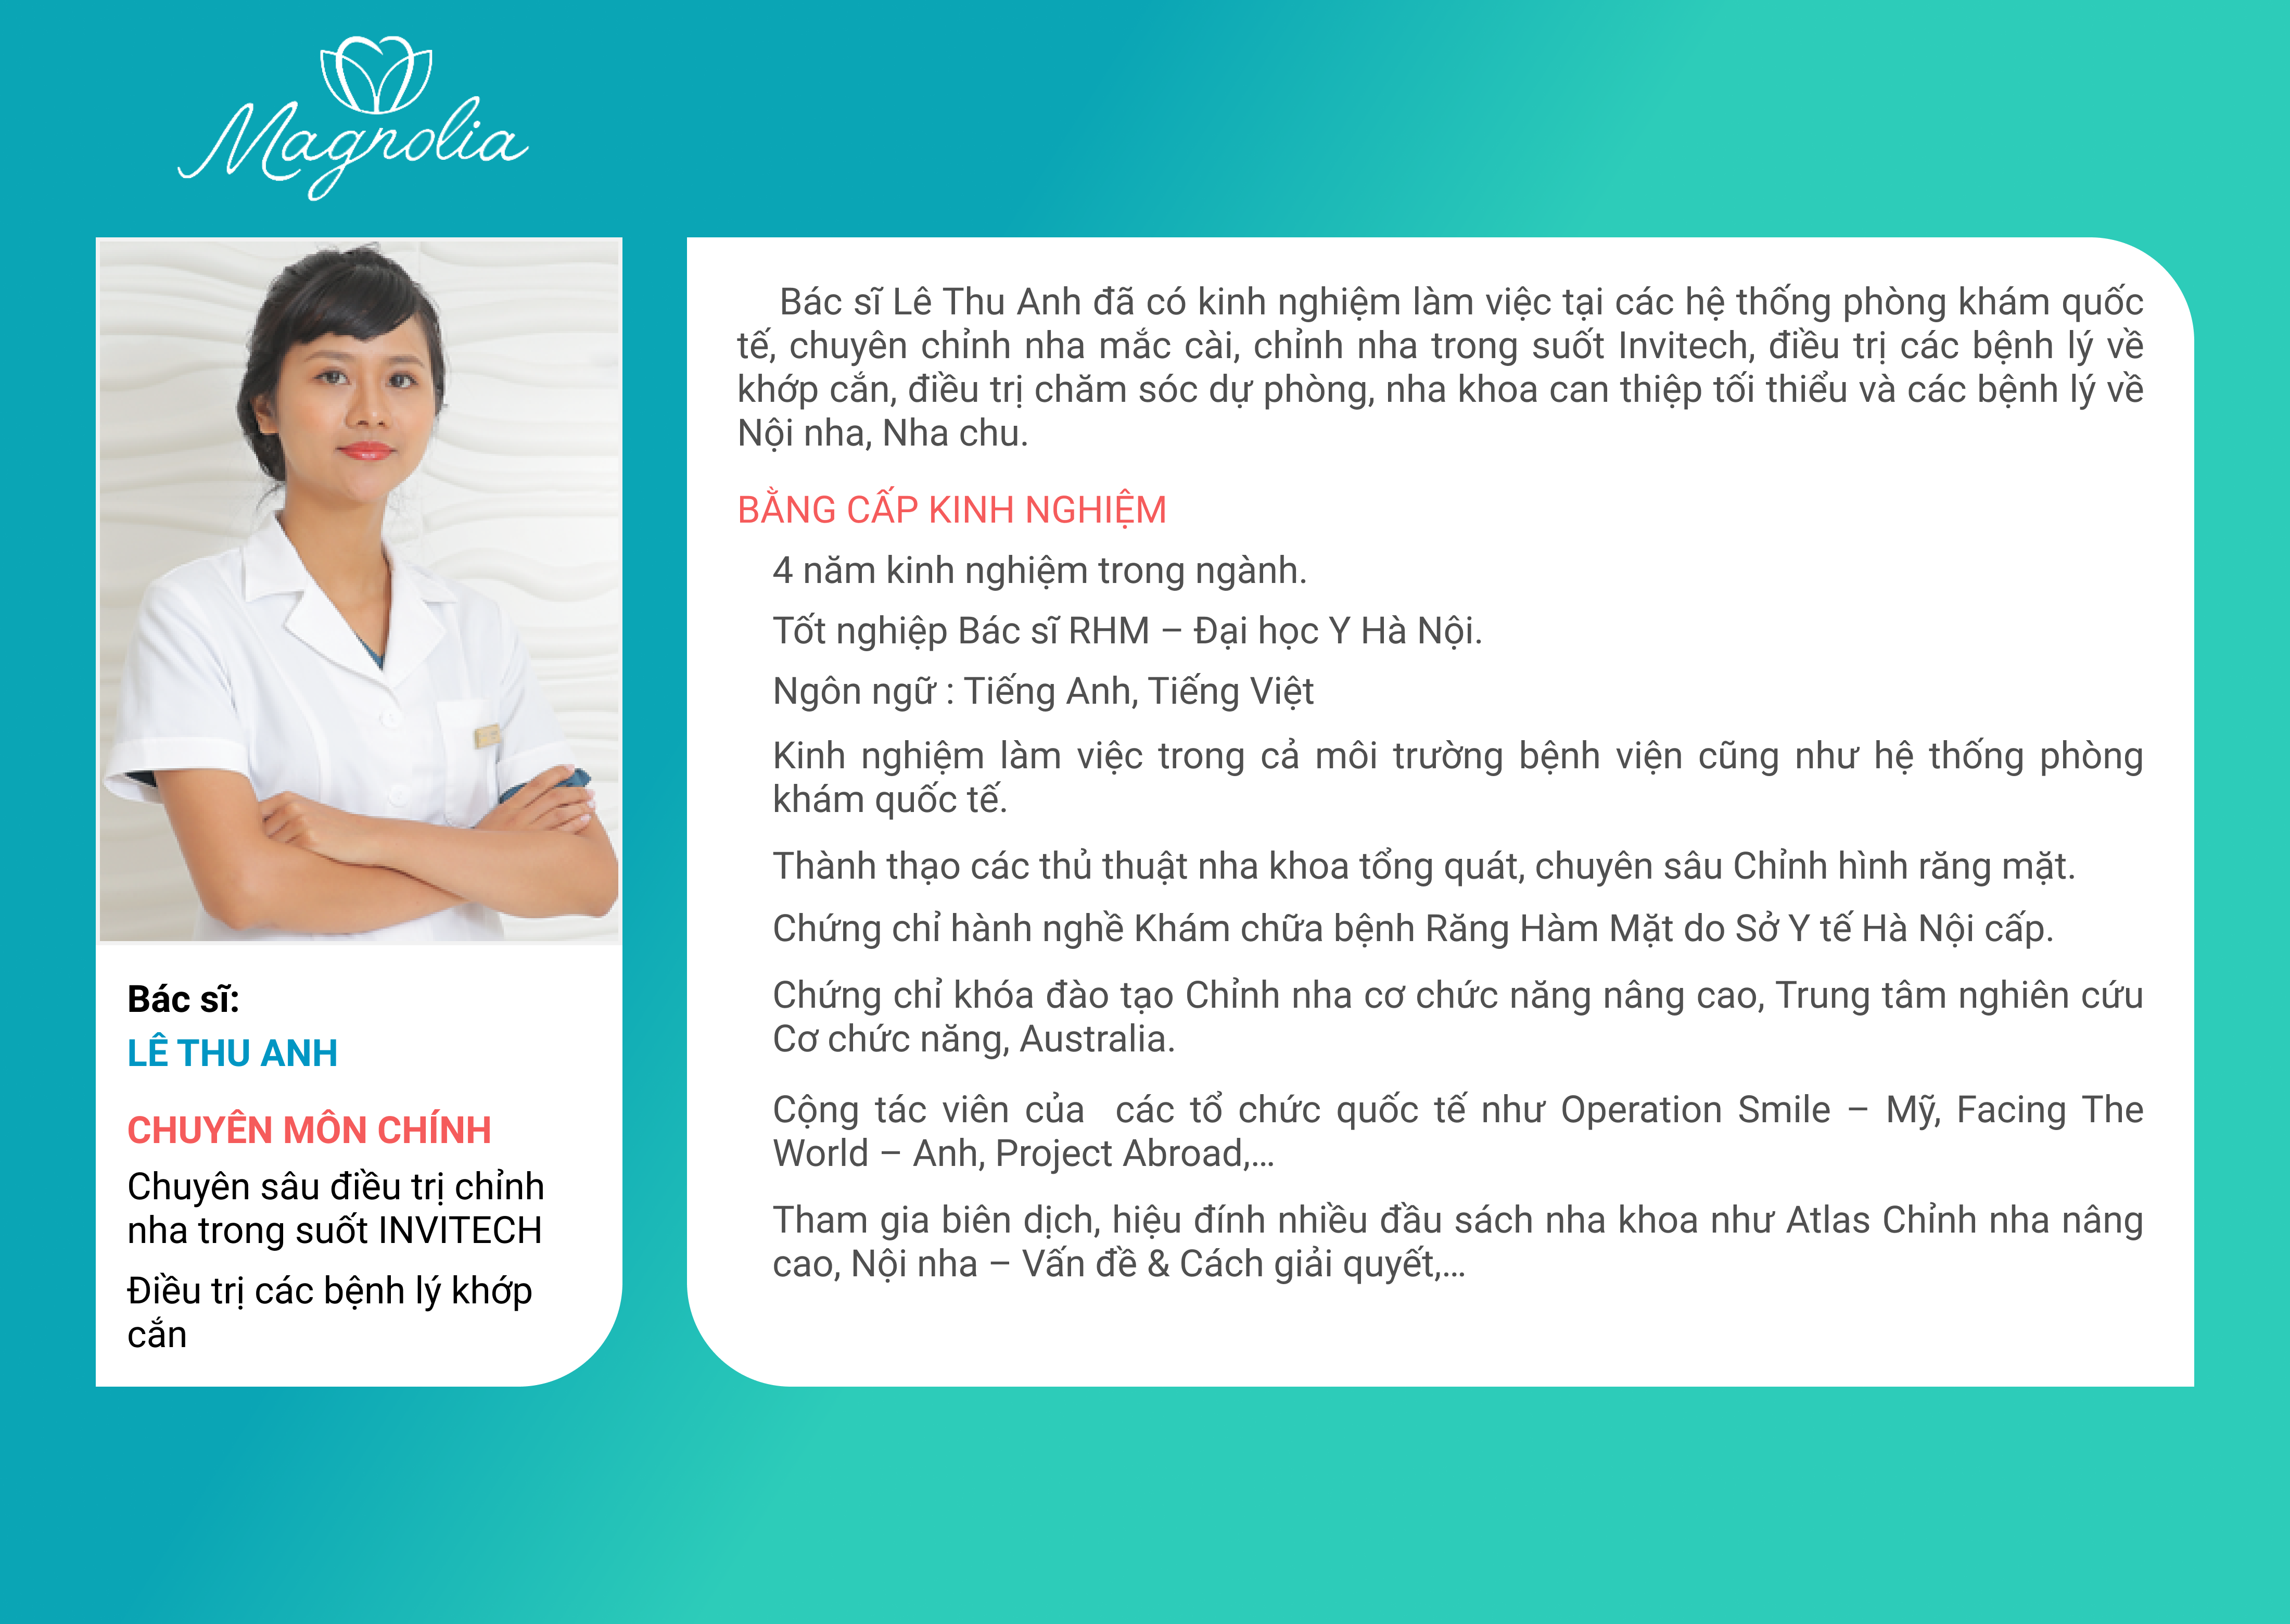 Magnolia
Bác sĩ:
LÊ THU ANH
CHUYÊN MÔN CHÍNH
Chuyên sâu điều trị chỉnh
nha trong suốt INVITECH
Điều trị các bệnh lý khớp
cắn
Bác sĩ Lê Thu Anh đã có kinh nghiệm làm việc tại các hệ thống phòng khám quốc
tế, chuyên chỉnh nha mắc cài, chỉnh nha trong suốt Invitech, điều trị các bệnh lý về
khớp cắn, điều trị chăm sóc dự phòng, nha khoa can thiệp tối thiểu và các bệnh lý về
Nội nha, Nha chu.
BẰNG CẤP KINH NGHIỆM
4 năm kinh nghiệm trong ngành.
Tốt nghiệp Bác sĩ RHM – Đại học Y Hà Nội.
Ngôn ngữ : Tiếng Anh, Tiếng Việt
Kinh nghiệm làm việc trong cả môi trường bệnh viện cũng như hệ thống phòng
khám quốc tế.
Thành thạo các thủ thuật nha khoa tổng quát, chuyên sâu Chỉnh hình răng mặt.
Chứng chỉ hành nghề Khám chữa bệnh Răng Hàm Mặt do Sở Y tế Hà Nội cấp.
Chứng chỉ khóa đào tạo Chỉnh nha cơ chức năng nâng cao, Trung tâm nghiên cứu
Cơ chức năng, Australia.
Cộng tác viên của các tổ chức quốc tế như Operation Smile – Mỹ, Facing The
World – Anh, Project Abroad,...
Tham gia biên dịch, hiệu đính nhiều đầu sách nha khoa như Atlas Chỉnh nha nâng
cao, Nội nha – Vấn đề & Cách giải quyết,...